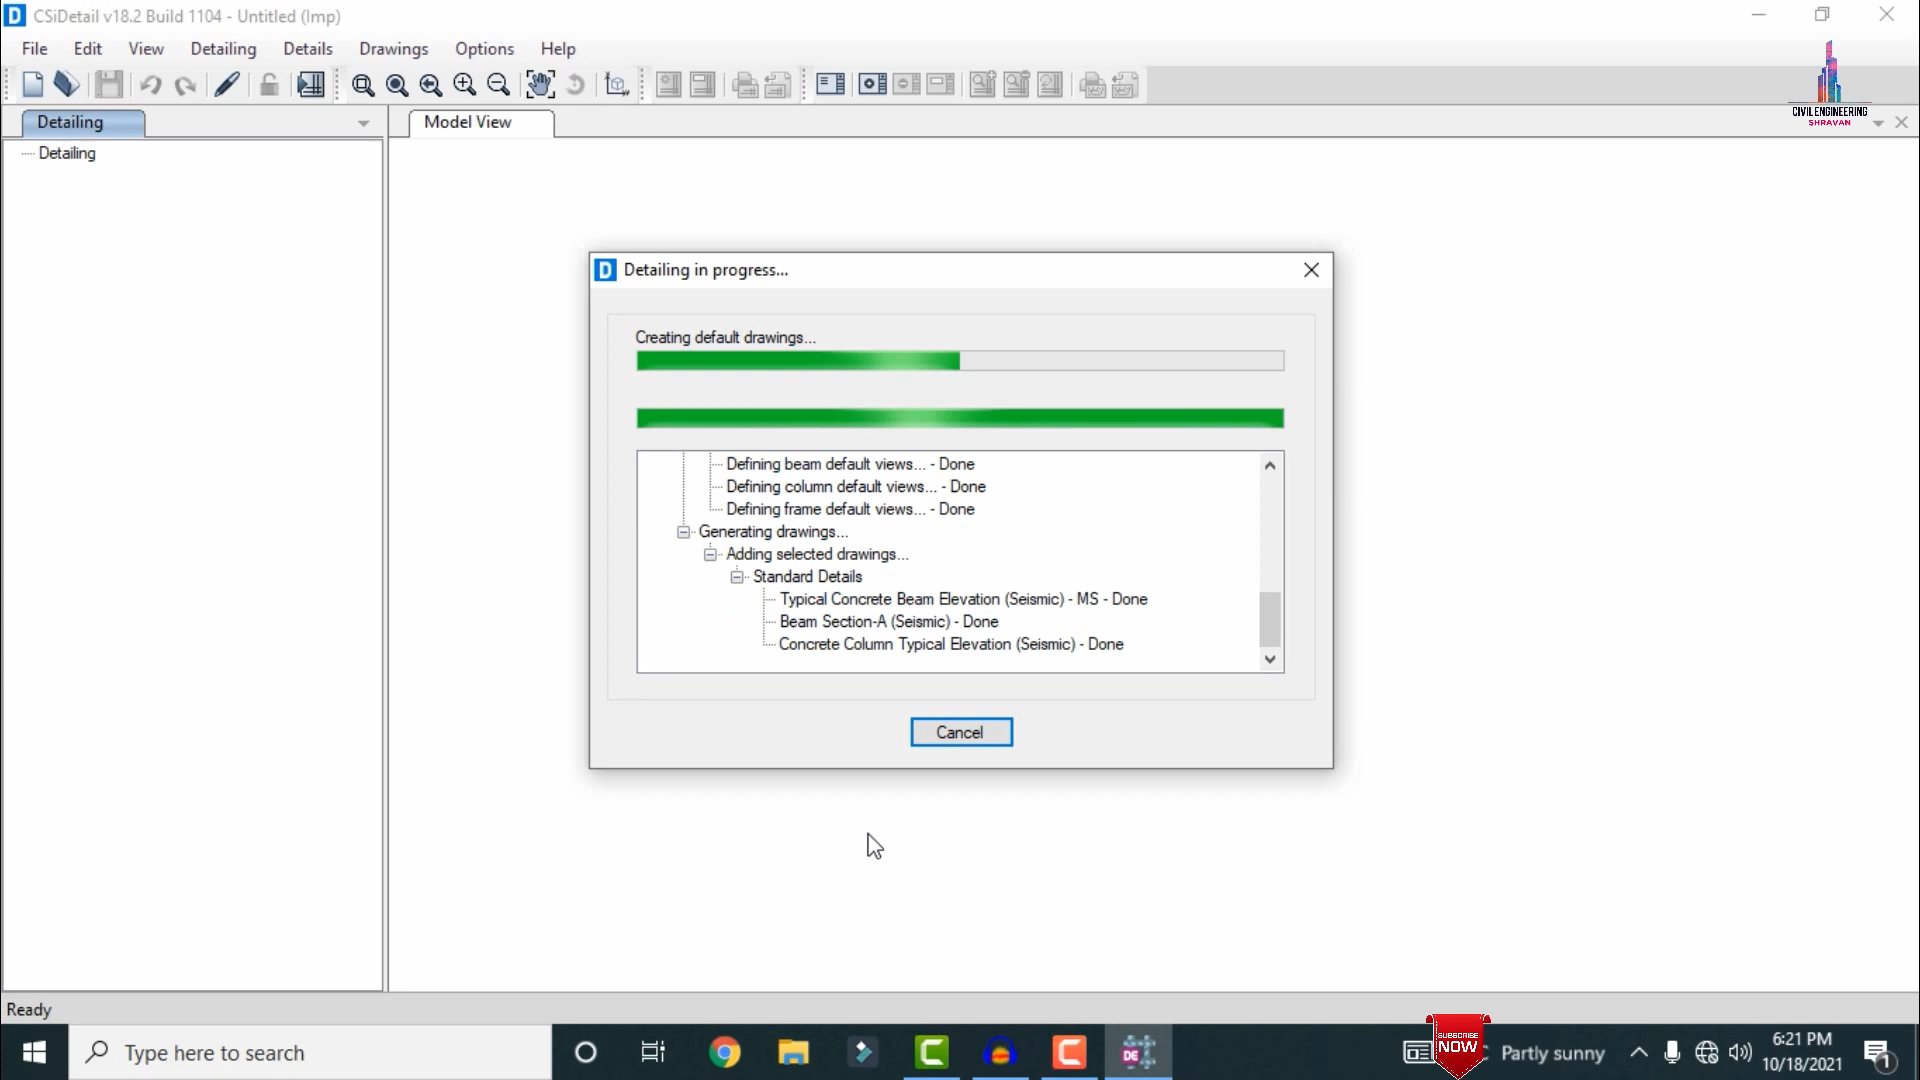 CSiDetail v18.2 Build 1104 - Untitled (Imp)
File Edit View Detailing Details Drawings Options Help
CIVIL ENGINEERING
SHRAVAN
Detailing
Model View
Detailing
Detailing in progress...
Creating default drawings...
Defining beam default views... - Done
Defining column default views... - Done
Defining frame default views... - Done
Generating drawings...
Adding selected drawings...
Standard Details
Typical Concrete Beam Elevation (Seismic) - MS - Done
Beam Section-A (Seismic) - Done
Concrete Column Typical Elevation (Seismic) - Done
Cancel
Ready
Type here to search
DE
SUBSCRIBE
NOW
C Partly sunny
6:21 PM
10/18/2021
1